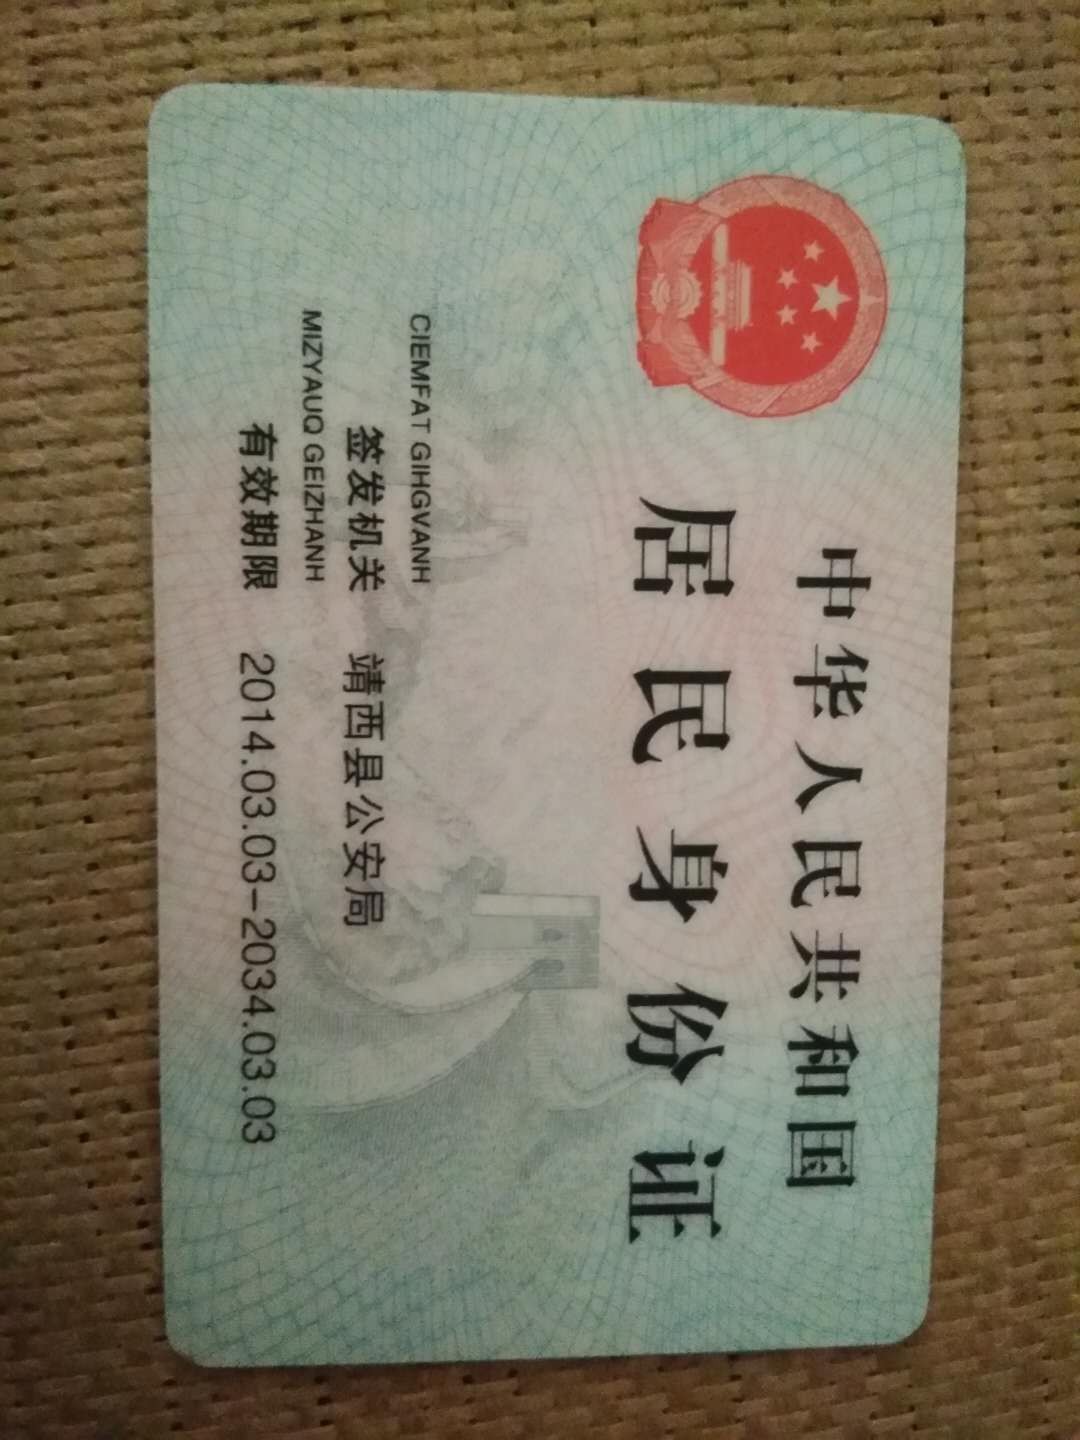 中华人民共和国
居民身份证
CIEMFAT GIHGVANH
签发机关 靖西县公安局
MIZYAUQ GEIZHANH
有效期限 2014.03.03-2034.03.03